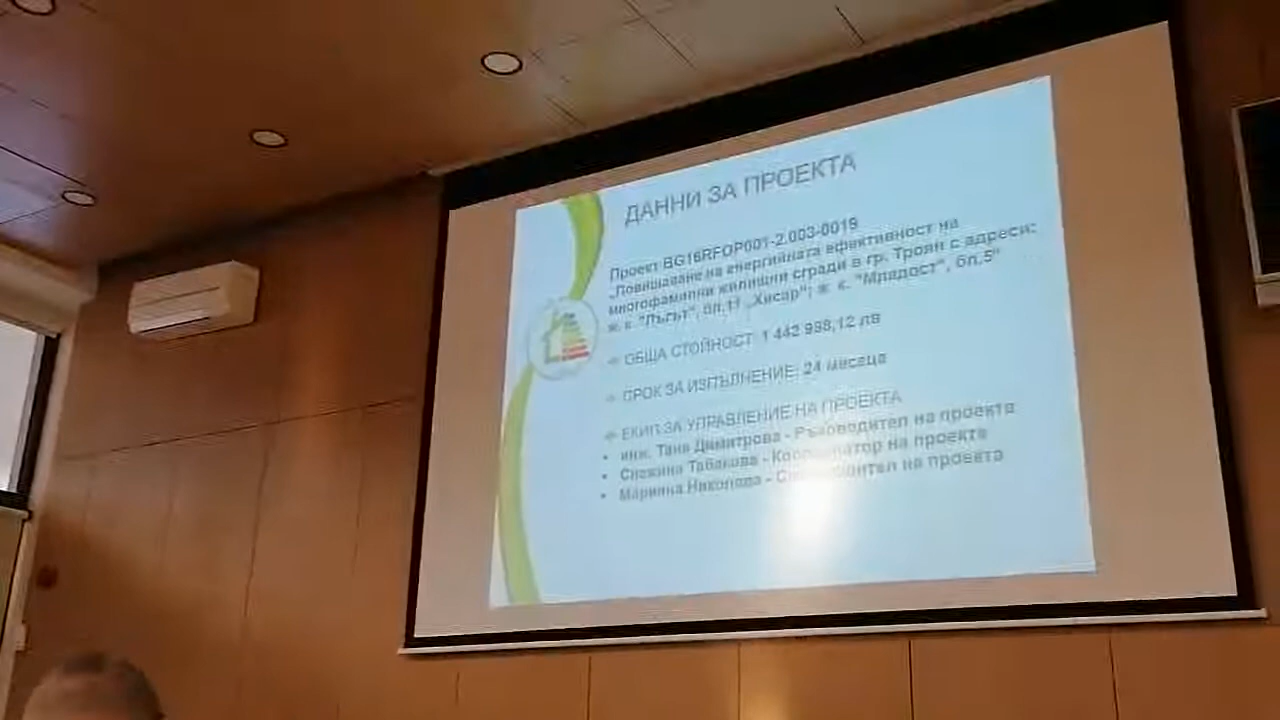 ДАННИ ЗА ПРОЕКТА
Проект BG16RFOP001-2.003-0019
„Повишаване на енергийната ефективност на
многофамилни жилищни сгради в гр. Троян с адреси:
ж. к. "Лъгът", бл.11 „Хисар"; ж. к. "Младост", бл.5"
ОБЩА СТОЙНОСТ: 1 442 998,12 лв
СРОК ЗА ИЗПЪЛНЕНИЕ: 24 месеца
ЕКИП ЗА УПРАВЛЕНИЕ НА ПРОЕКТА
• инж. Таня Димитрова - Ръководител на проекта
• Снежина Табакова - Координатор на проекта
• Марияна Николова - на проекта